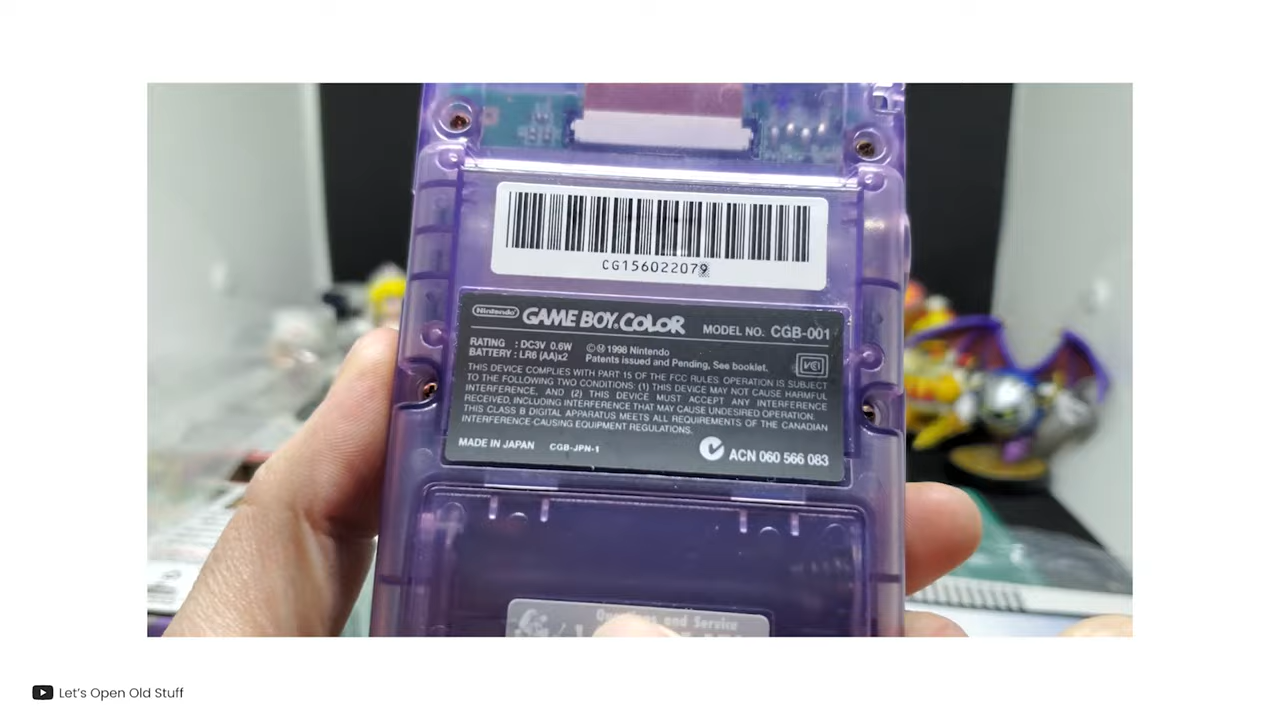 CG156022079
Nintendo GAME BOY COLOR MODEL NO. CGB-001
RATING : DC3V 0.6W
BATTERY : LR6 (AA)x2
©Ⓜ 1998 Nintendo
Patents issued and Pending, See booklet.
VCI
THIS DEVICE COMPLIES WITH PART 15 OF THE FCC RULES. OPERATION IS SUBJECT
TO THE FOLLOWING TWO CONDITIONS: (1) THIS DEVICE MAY NOT CAUSE HARMFUL
INTERFERENCE, AND (2) THIS DEVICE MUST ACCEPT ANY INTERFERENCE
RECEIVED, INCLUDING INTERFERENCE THAT MAY CAUSE UNDESIRED OPERATION.
THIS CLASS B DIGITAL APPARATUS MEETS ALL REQUIREMENTS OF THE CANADIAN
INTERFERENCE-CAUSING EQUIPMENT REGULATIONS.
MADE IN JAPAN CGB-JPN-1 ACN 060 566 083
and Service
Let's Open Old Stuff